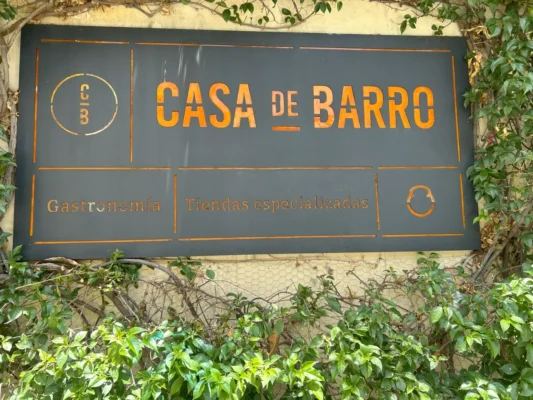 C
B
CASA DE BARRO
Gastronomía
Tiendas especializadas